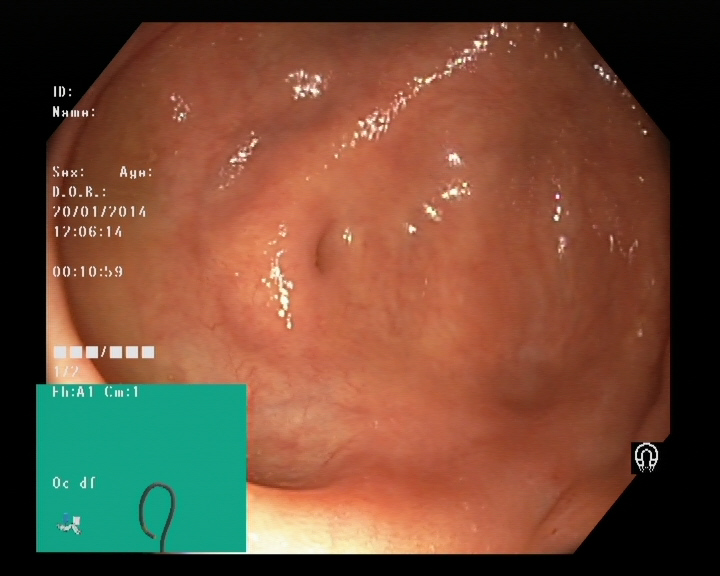 ID:
Name:
Sex: Age:
D.O.B.:
20/01/2014
12:06:14
00:10:59
■■■/■■■
1/2
Eh:A1 Cm:1
Oc df